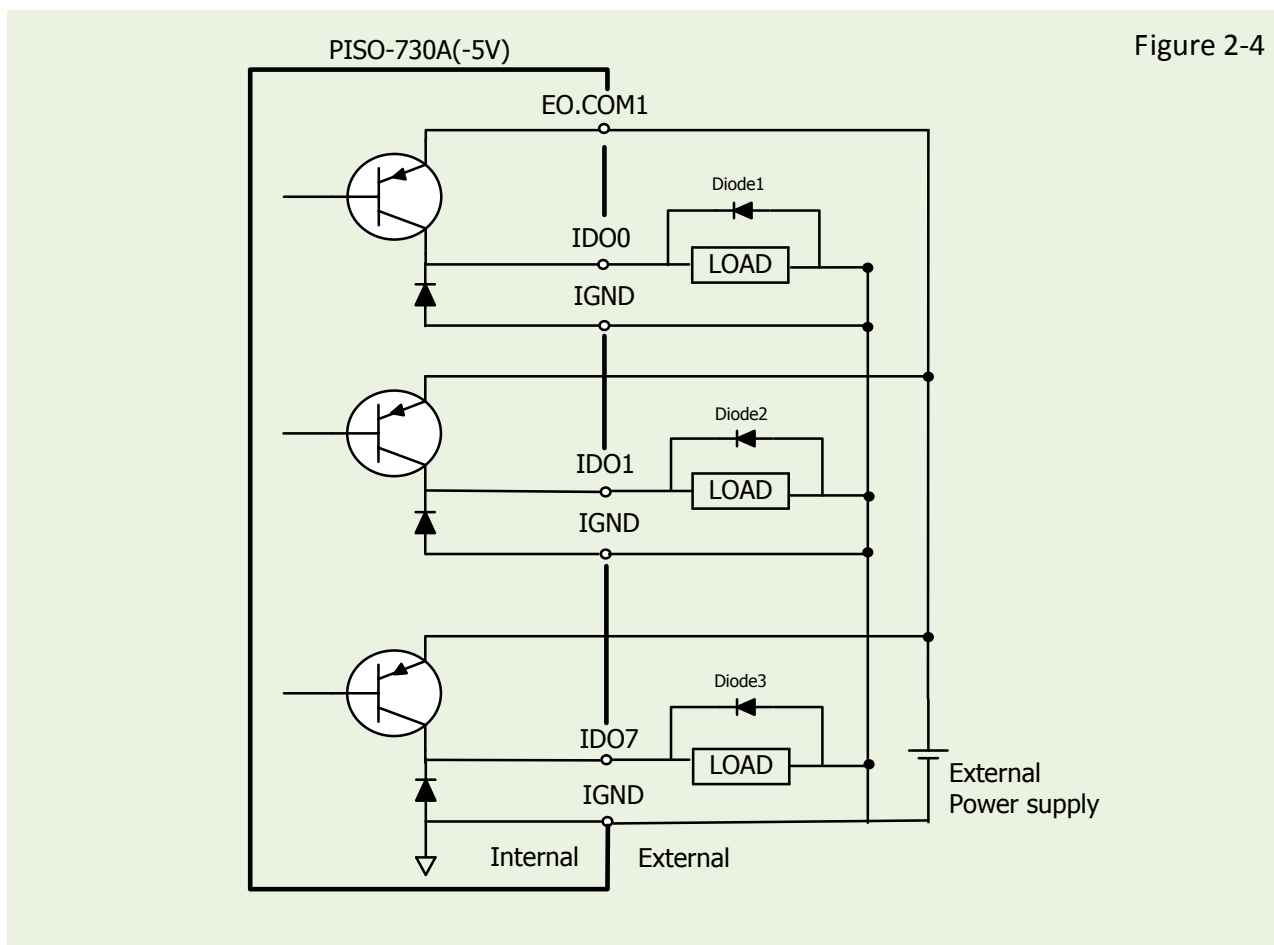 PISO-730A(-5V)
Figure 2-4
EO.COM1
Diode1
IDO0
LOAD
IGND
Diode2
IDO1
LOAD
IGND
Diode3
IDO7
LOAD
External
Power supply
IGND
Internal
External